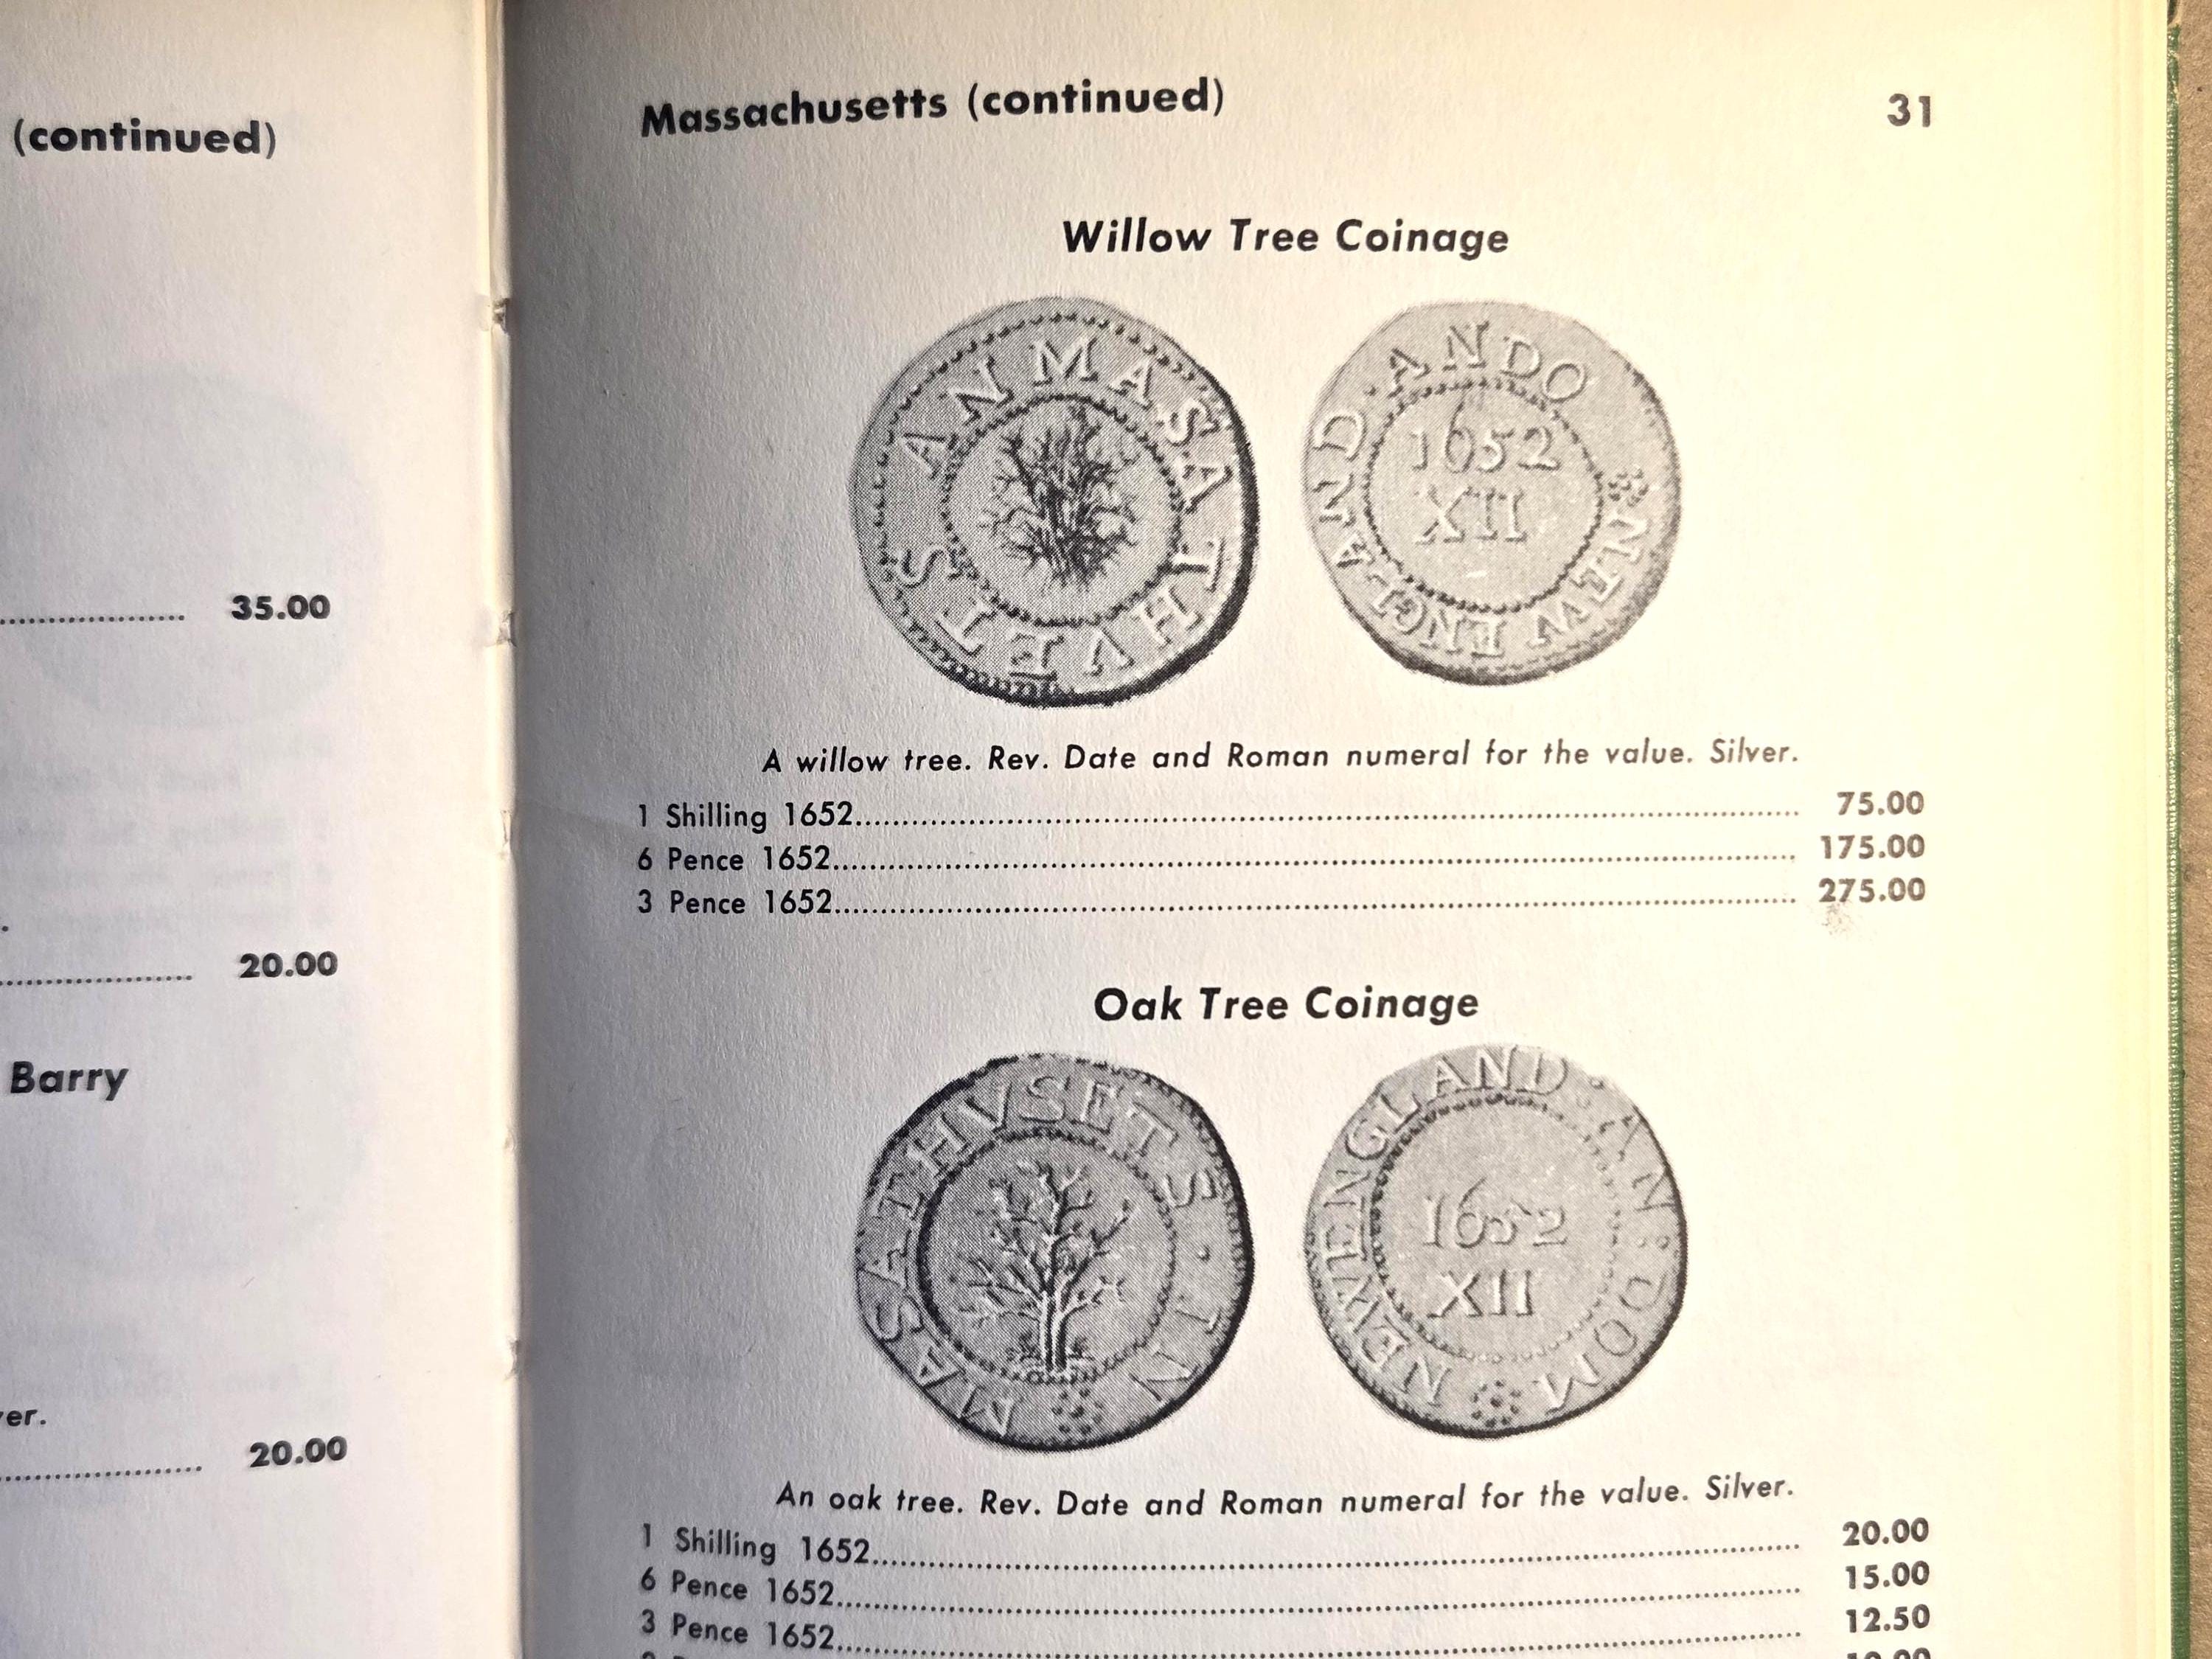 (continued)
35.00
.
20.00
Barry
er.
20.00
Massachusetts (continued)
31
Willow Tree Coinage
AN MASATHVETS
NEW ENGLAND · ANDO
1652
XII
A willow tree. Rev. Date and Roman numeral for the value. Silver.
1 Shilling 1652 75.00
6 Pence 1652 175.00
3 Pence 1652 275.00
Oak Tree Coinage
MASATHVSETS · IN
NEW ENGLAND : AN : DOM
1652
XII
An oak tree. Rev. Date and Roman numeral for the value. Silver.
1 Shilling 1652 20.00
6 Pence 1652 15.00
3 Pence 1652 12.50